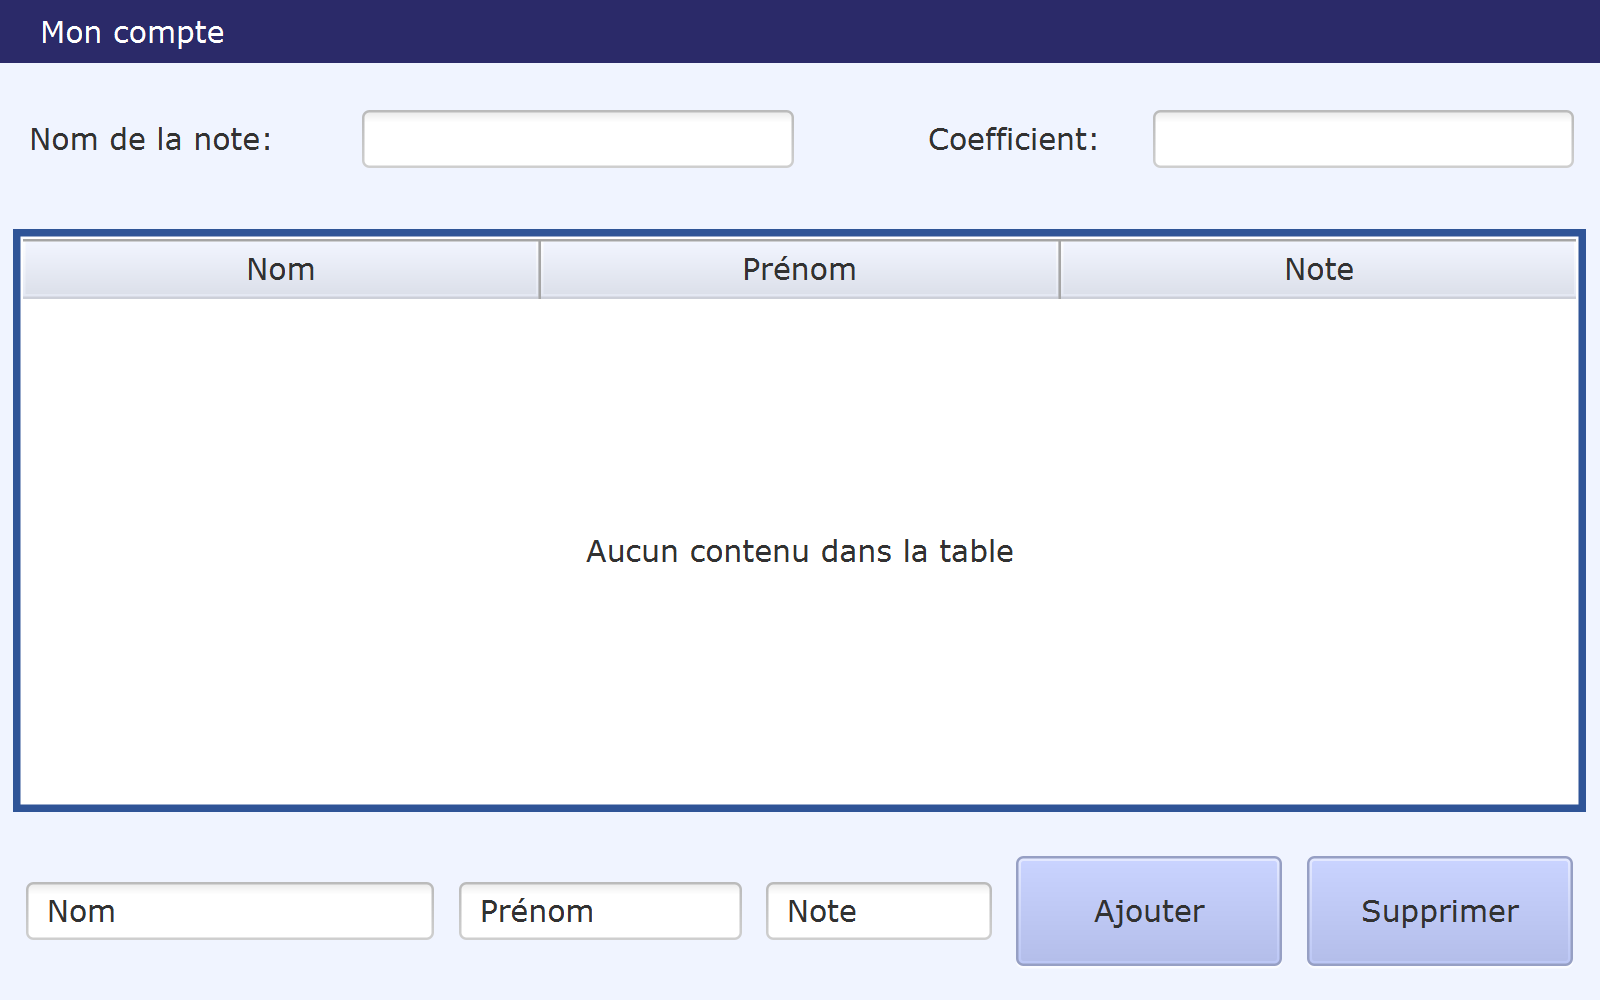 Mon compte
Nom de la note:
Coefficient:
Nom
Prénom
Note
Aucun contenu dans la table
Nom
Prénom
Note
Ajouter
Supprimer